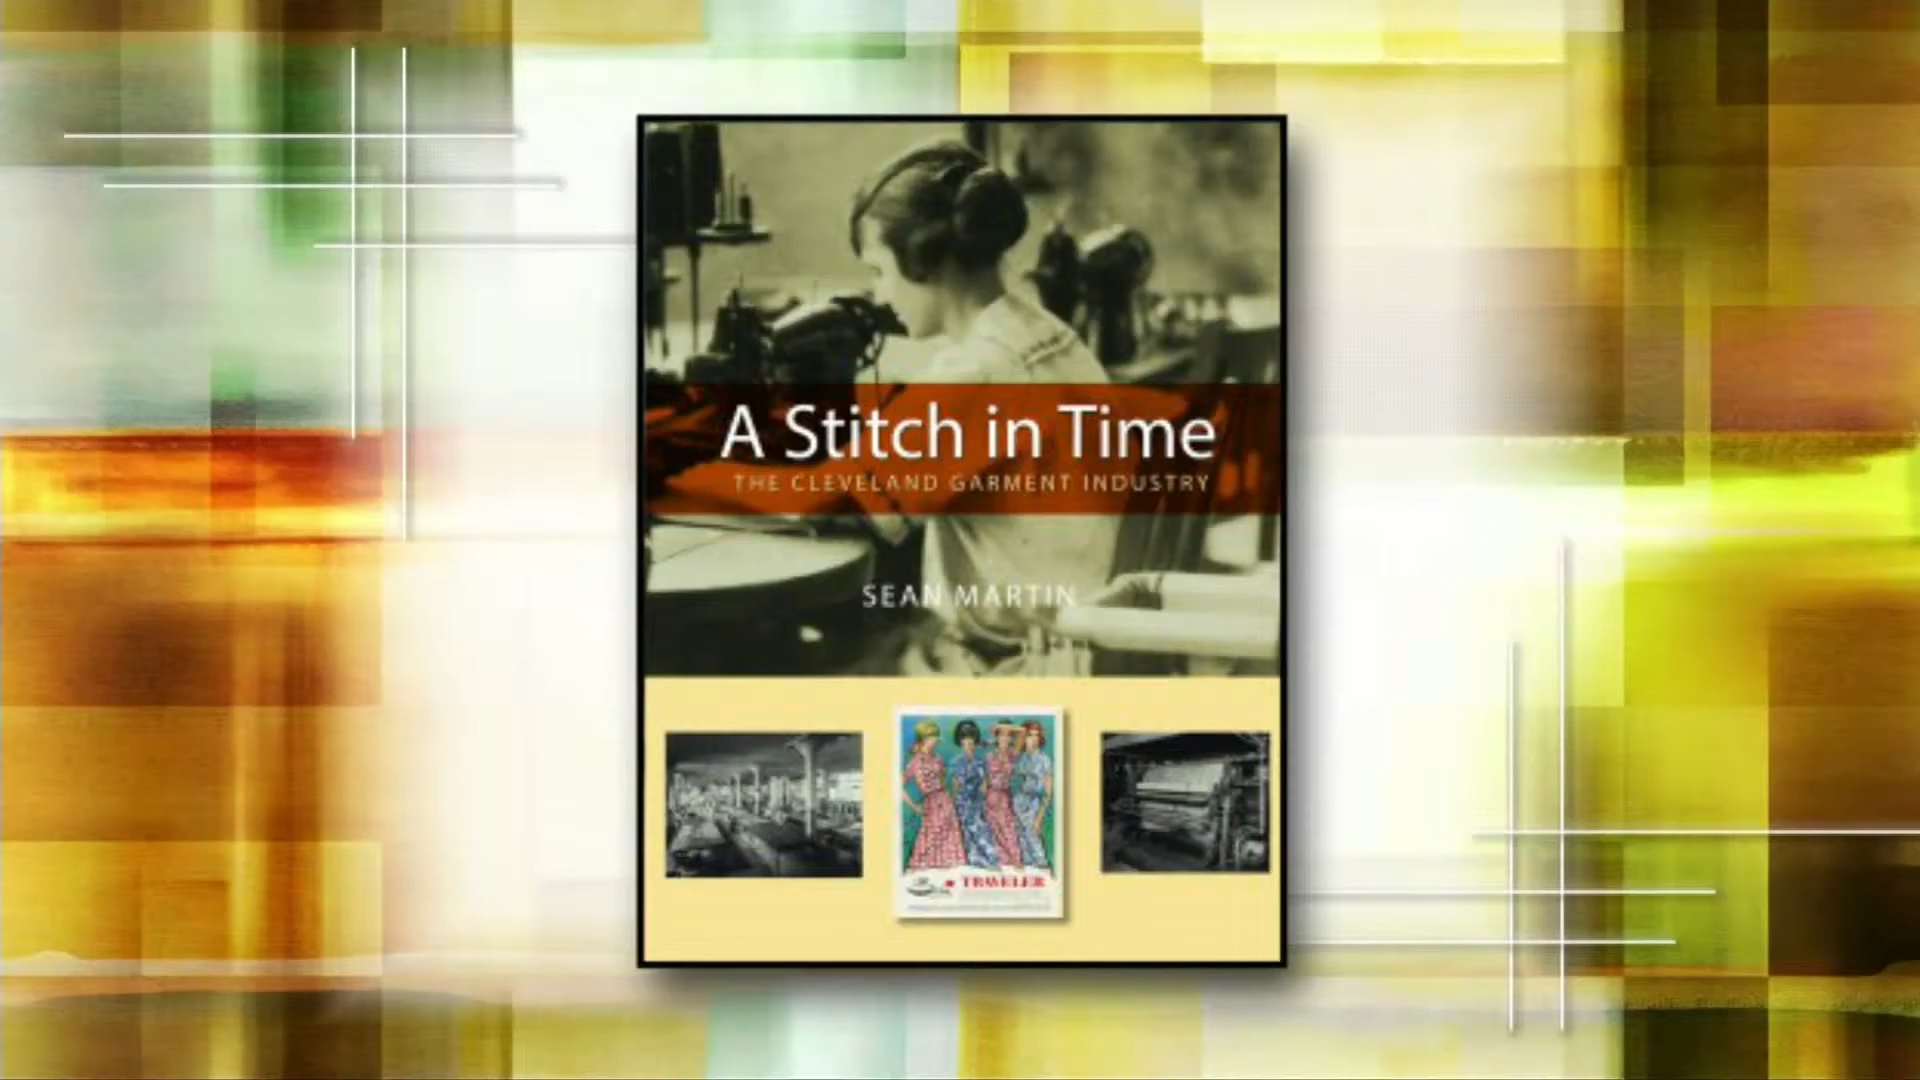 A Stitch in Time
THE CLEVELAND GARMENT INDUSTRY
SEAN MARTIN
TRAVELER